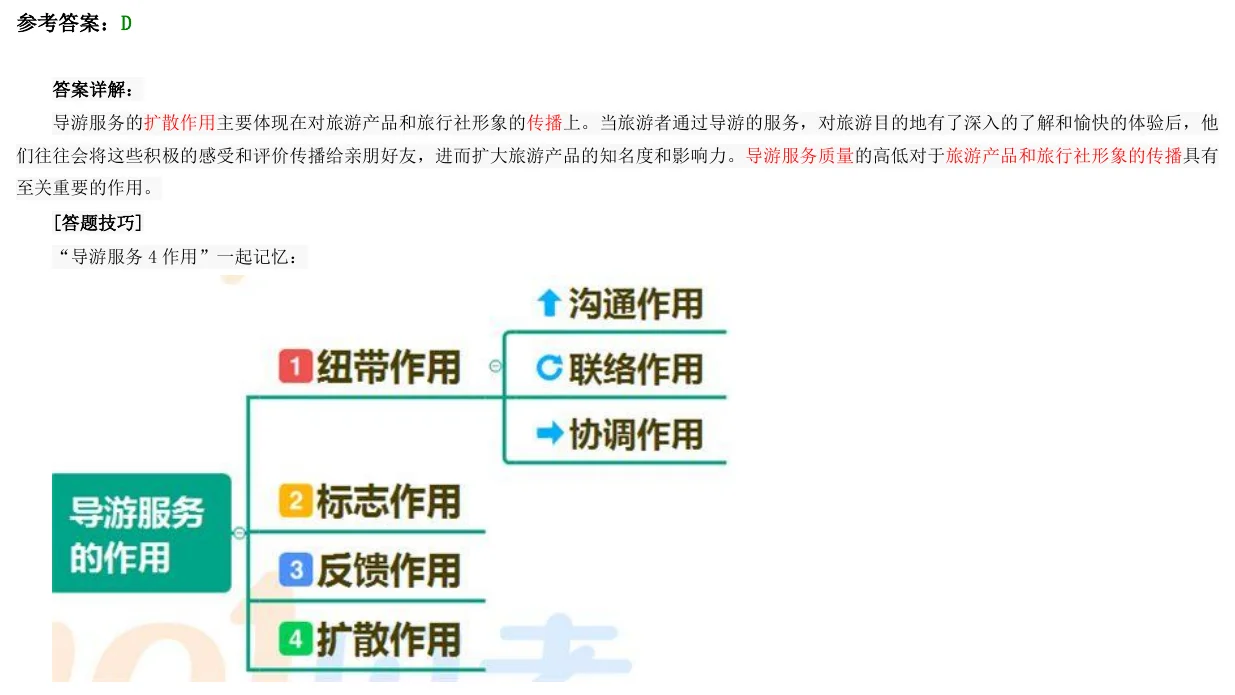 参考答案：D
答案详解：
导游服务的扩散作用主要体现在对旅游产品和旅行社形象的传播上。当旅游者通过导游的服务，对旅游目的地有了深入的了解和愉快的体验后，他
们往往会将这些积极的感受和评价传播给亲朋好友，进而扩大旅游产品的知名度和影响力。导游服务质量的高低对于旅游产品和旅行社形象的传播具有
至关重要的作用。
[答题技巧]
“导游服务 4 作用”一起记忆：
导游服务
的作用
1 纽带作用
沟通作用
联络作用
协调作用
2 标志作用
3 反馈作用
4 扩散作用